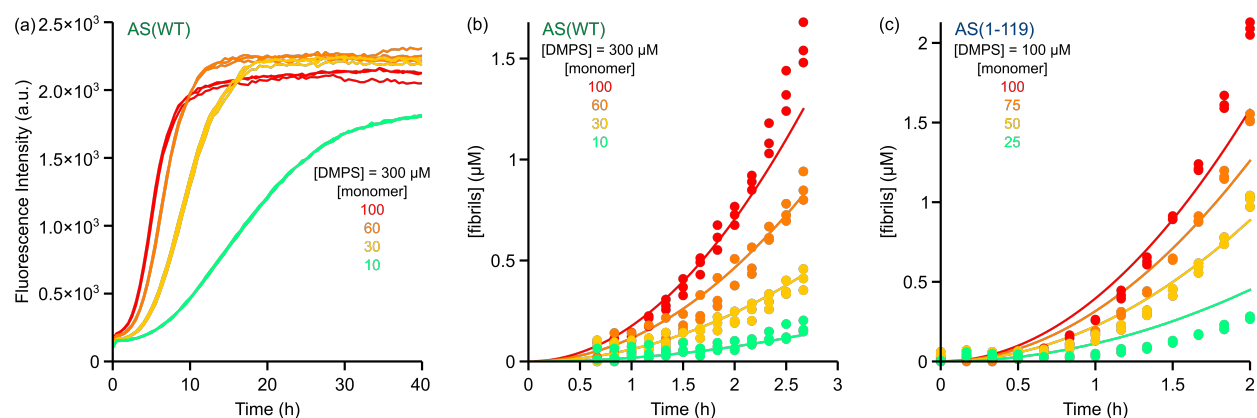 (a)
AS(WT)
2.5×10³
2.0×10³
1.5×10³
1.0×10³
5.0×10²
0
Fluorescence Intensity (a.u.)
[DMPS] = 300 µM
[monomer]
100
60
30
10
0
10
20
30
40
Time (h)
(b)
AS(WT)
[DMPS] = 300 µM
[monomer]
100
60
30
10
1.5
1
0.5
0
[fibrils] (µM)
0
0.5
1
1.5
2
2.5
3
Time (h)
(c)
AS(1-119)
[DMPS] = 100 µM
[monomer]
100
75
50
25
2
1.5
1
0.5
0
[fibrils] (µM)
0
0.5
1
1.5
2
Time (h)